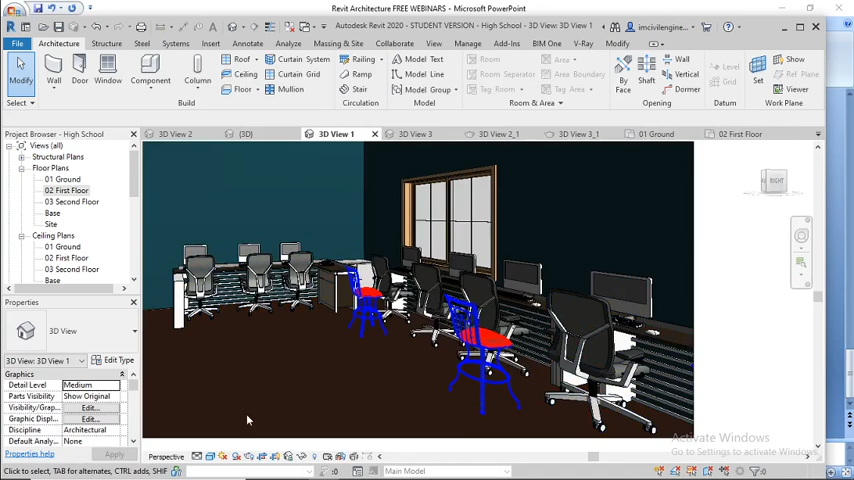 Revit Architecture FREE WEBINARS - Microsoft PowerPoint
Autodesk Revit 2020 - STUDENT VERSION - High School - 3D View: 3D View 1
imcivilengine...
File Architecture Structure Steel Systems Insert Annotate Analyze Massing & Site Collaborate View Manage Add-Ins BIM One V-Ray Modify
Modify Wall Door Window Component Column
Roof Ceiling Floor
Curtain System Curtain Grid Mullion
Railing Ramp Stair
Model Text Model Line Model Group
Room Room Separator Tag Room
Area Area Boundary Tag Area
By Face Shaft Wall Vertical Dormer
Level Grid
Set Show Ref Plane Viewer
Select Build Circulation Model Room & Area Opening Datum Work Plane
Project Browser - High School
3D View 2 {3D} 3D View 1 3D View 3 3D View 2_1 3D View 3_1 01 Ground 02 First Floor
Views (all)
Structural Plans
Floor Plans
01 Ground
02 First Floor
03 Second Floor
Base
Site
Ceiling Plans
01 Ground
02 First Floor
03 Second Floor
Base
RIGHT
Properties
3D View
3D View: 3D View 1 Edit Type
Graphics
Detail Level Medium
Parts Visibility Show Original
Visibility/Grap... Edit...
Graphic Displ... Edit...
Discipline Architectural
Default Analy... None
Properties help Apply
Perspective
Activate Windows
Go to Settings to activate Windows.
Click to select, TAB for alternates, CTRL adds, SHIF :0 Main Model :0